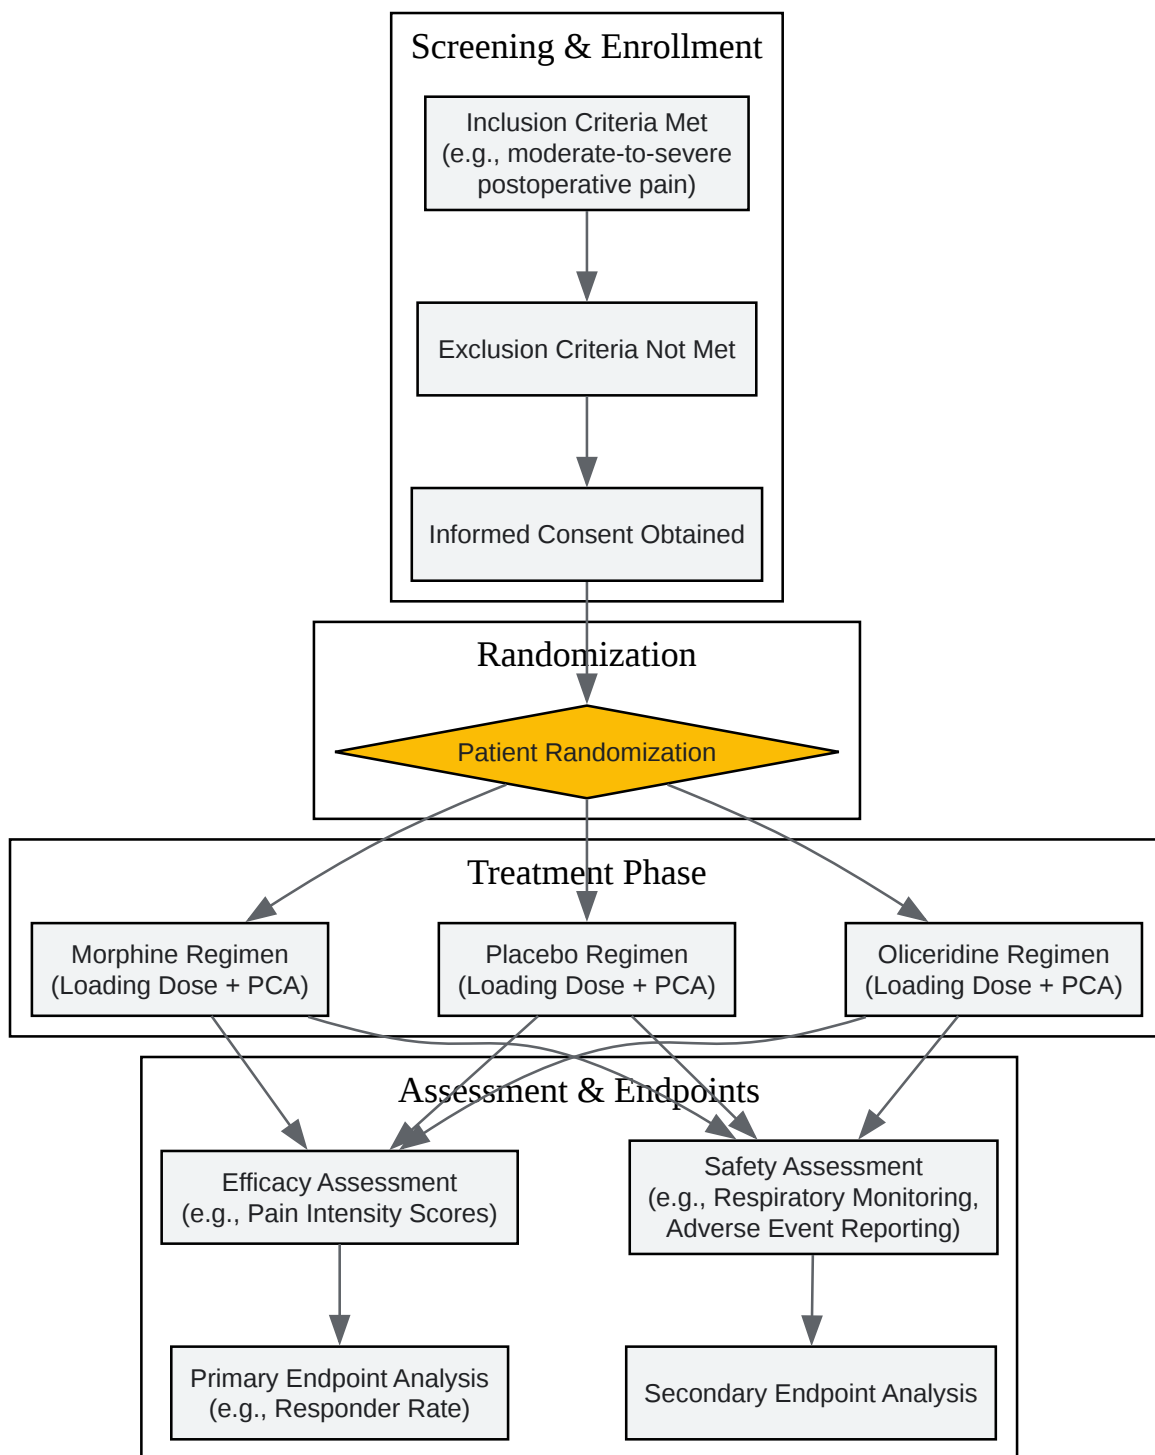 Screening & Enrollment
Inclusion Criteria Met
(e.g., moderate-to-severe
postoperative pain)
Exclusion Criteria Not Met
Informed Consent Obtained
Randomization
Patient Randomization
Treatment Phase
Morphine Regimen
(Loading Dose + PCA)
Placebo Regimen
(Loading Dose + PCA)
Oliceridine Regimen
(Loading Dose + PCA)
Assessment & Endpoints
Efficacy Assessment
(e.g., Pain Intensity Scores)
Safety Assessment
(e.g., Respiratory Monitoring,
Adverse Event Reporting)
Primary Endpoint Analysis
(e.g., Responder Rate)
Secondary Endpoint Analysis